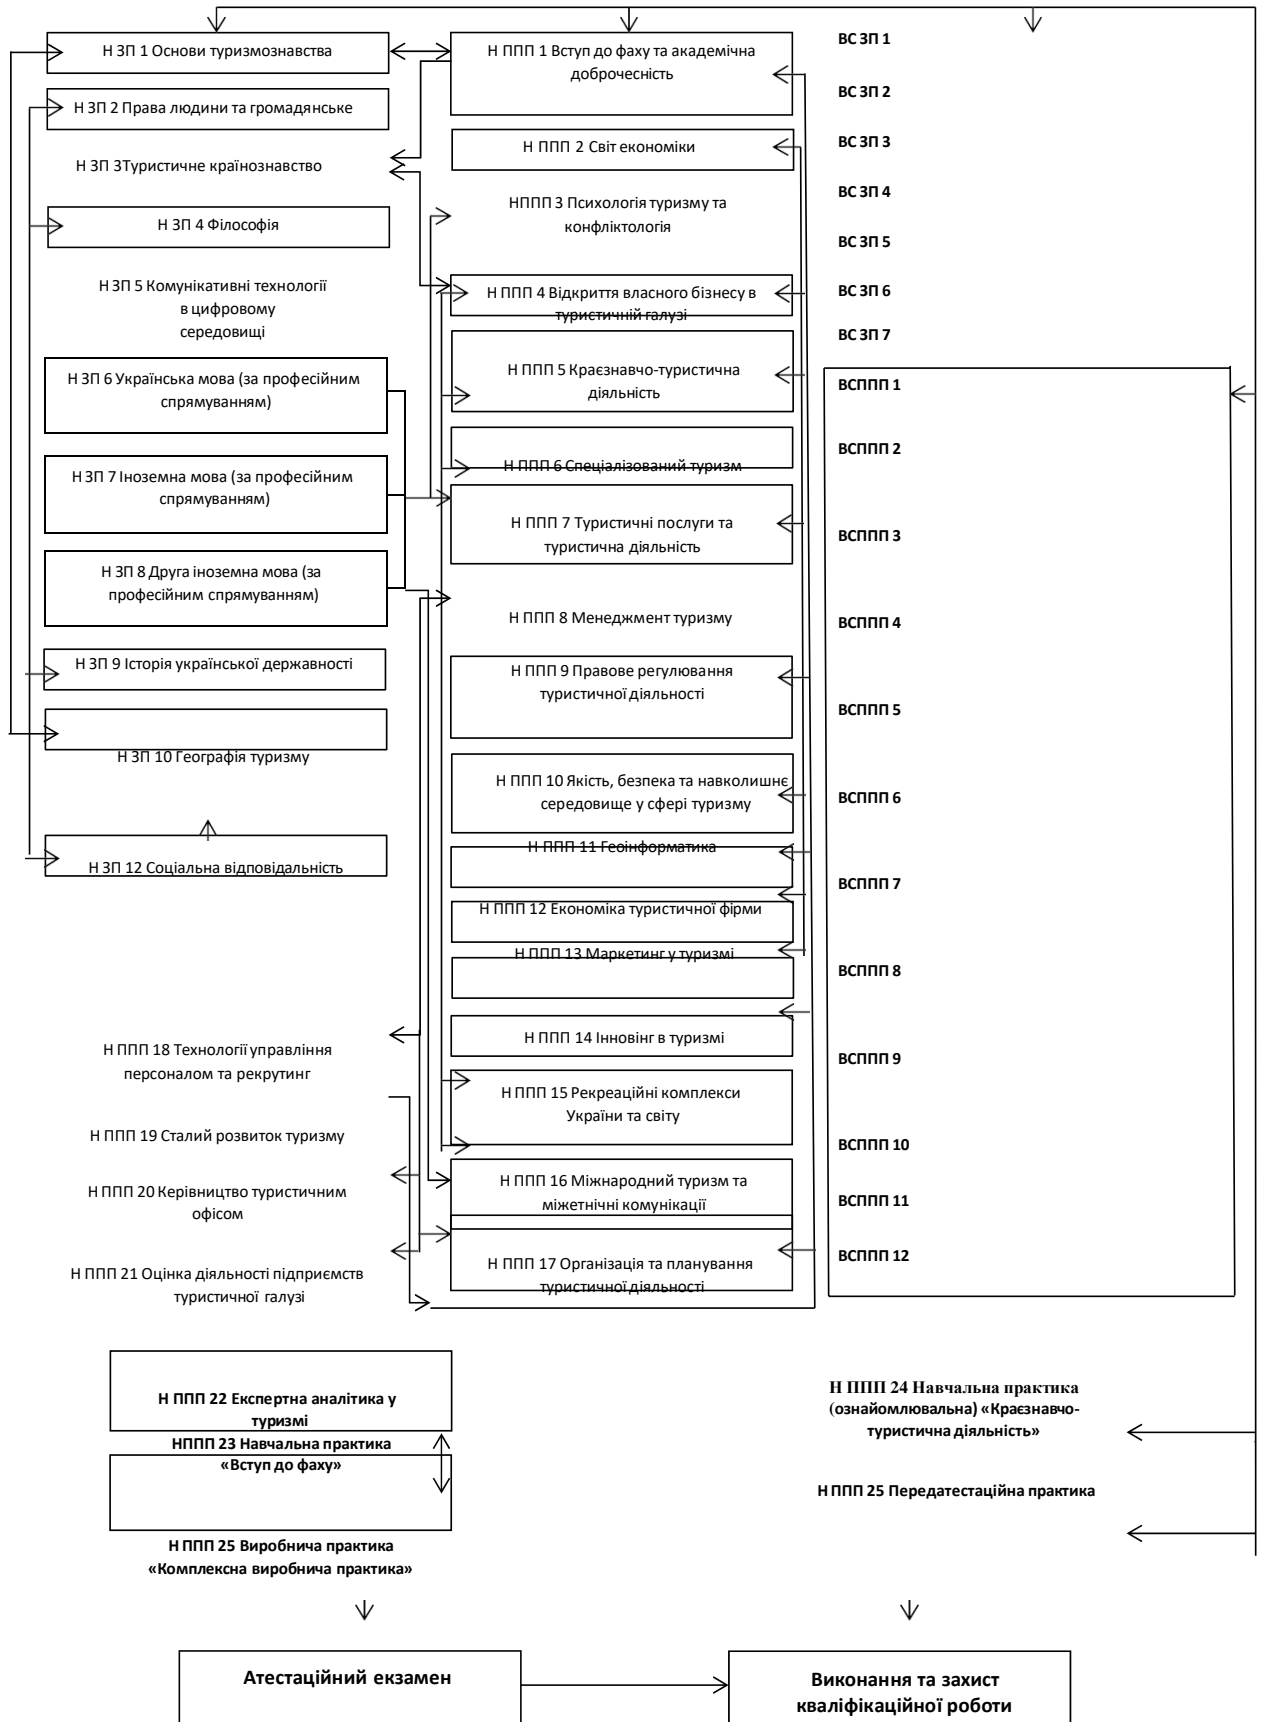 Н ЗП 1 Основи туризмознавства
Н ЗП 2 Права людини та громадянське
Н ЗП 3Туристичне країнознавство
Н ЗП 4 Філософія
Н ЗП 5 Комунікативні технології
в цифровому
середовищі
Н ЗП 6 Українська мова (за професійним
спрямуванням)
Н ЗП 7 Іноземна мова (за професійним
спрямуванням)
Н ЗП 8 Друга іноземна мова (за
професійним спрямуванням)
Н ЗП 9 Історія української державності
Н ЗП 10 Географія туризму
Н ЗП 12 Соціальна відповідальність
Н ППП 18 Технології управління
персоналом та рекрутинг
Н ППП 19 Сталий розвиток туризму
Н ППП 20 Керівництво туристичним
офісом
Н ППП 21 Оцінка діяльності підприємств
туристичної галузі
Н ППП 1 Вступ до фаху та академічна
доброчесність
Н ППП 2 Світ економіки
НППП 3 Психологія туризму та
конфліктологія
Н ППП 4 Відкриття власного бізнесу в
туристичній галузі
Н ППП 5 Краєзнавчо-туристична
діяльність
Н ППП 6 Спеціалізований туризм
Н ППП 7 Туристичні послуги та
туристична діяльність
Н ППП 8 Менеджмент туризму
Н ППП 9 Правове регулювання
туристичної діяльності
Н ППП 10 Якість, безпека та навколишнє
середовище у сфері туризму
Н ППП 11 Геоінформатика
Н ППП 12 Економіка туристичної фірми
Н ППП 13 Маркетинг у туризмі
Н ППП 14 Інновінг в туризмі
Н ППП 15 Рекреаційні комплекси
України та світу
Н ППП 16 Міжнародний туризм та
міжетнічні комунікації
Н ППП 17 Організація та планування
туристичної діяльності
ВС ЗП 1
ВС ЗП 2
ВС ЗП 3
ВС ЗП 4
ВС ЗП 5
ВС ЗП 6
ВС ЗП 7
ВСППП 1
ВСППП 2
ВСППП 3
ВСППП 4
ВСППП 5
ВСППП 6
ВСППП 7
ВСППП 8
ВСППП 9
ВСППП 10
ВСППП 11
ВСППП 12
Н ППП 22 Експертна аналітика у
туризмі
НППП 23 Навчальна практика
«Вступ до фаху»
Н ППП 25 Виробнича практика
«Комплексна виробнича практика»
Н ППП 24 Навчальна практика
(ознайомлювальна) «Краєзнавчо-
туристична діяльність»
Н ППП 25 Передатестаційна практика
Атестаційний екзамен
Виконання та захист
кваліфікаційної роботи